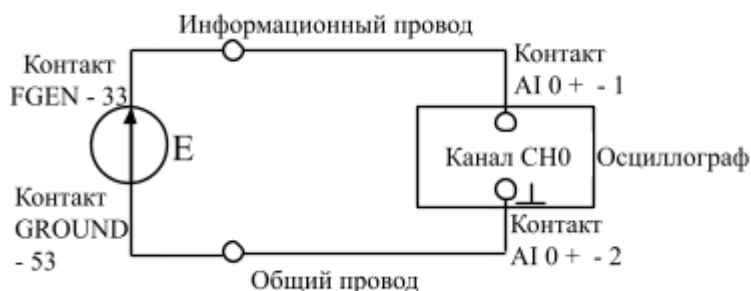 Информационный провод
Контакт
FGEN - 33
Контакт
AI 0 + - 1
E
Канал CH0
Осциллограф
Контакт
GROUND
- 53
Контакт
AI 0 + - 2
Общий провод